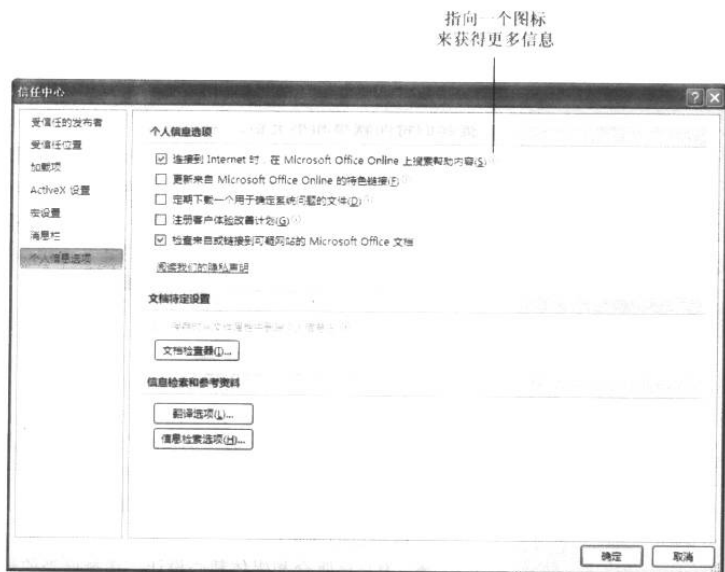 指向一个图标
来获得更多信息
信任中心
受信任的发布者
受信任位置
加载项
ActiveX 设置
宏设置
消息栏
个人信息选项
个人信息选项
连接到 Internet 时，在 Microsoft Office Online 上搜索帮助内容(S)
更新来自 Microsoft Office Online 的特色链接(F)
定期下载一个用于确定系统问题的文件(D)
注册客户体验改善计划(G)
检查来自或链接到可疑网站的 Microsoft Office 文档
阅读我们的隐私声明
文档特定设置
文档检查器(I)...
信息检索和参考资料
翻译选项(L)...
信息检索选项(H)...
确定
取消